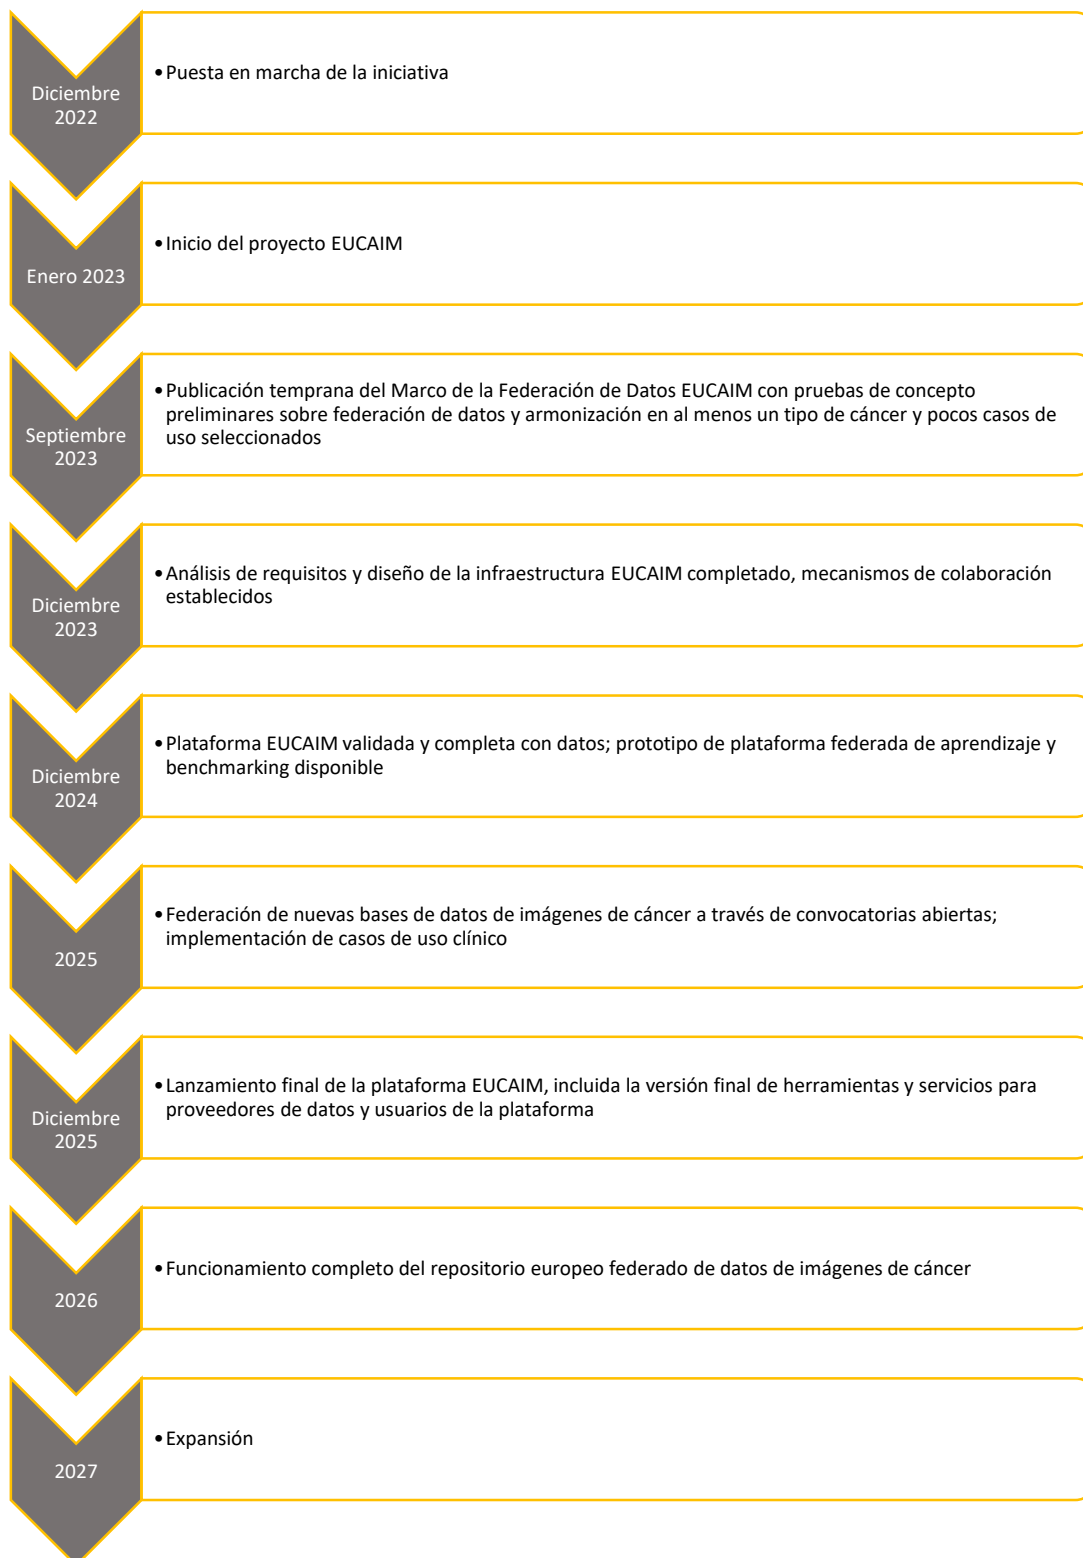 Diciembre
2022
•Puesta en marcha de la iniciativa
Enero 2023
•Inicio del proyecto EUCAIM
Septiembre
2023
•Publicación temprana del Marco de la Federación de Datos EUCAIM con pruebas de concepto
preliminares sobre federación de datos y armonización en al menos un tipo de cáncer y pocos casos de
uso seleccionados
Diciembre
2023
•Análisis de requisitos y diseño de la infraestructura EUCAIM completado, mecanismos de colaboración
establecidos
Diciembre
2024
•Plataforma EUCAIM validada y completa con datos; prototipo de plataforma federada de aprendizaje y
benchmarking disponible
2025
•Federación de nuevas bases de datos de imágenes de cáncer a través de convocatorias abiertas;
implementación de casos de uso clínico
Diciembre
2025
•Lanzamiento final de la plataforma EUCAIM, incluida la versión final de herramientas y servicios para
proveedores de datos y usuarios de la plataforma
2026
•Funcionamiento completo del repositorio europeo federado de datos de imágenes de cáncer
2027
•Expansión